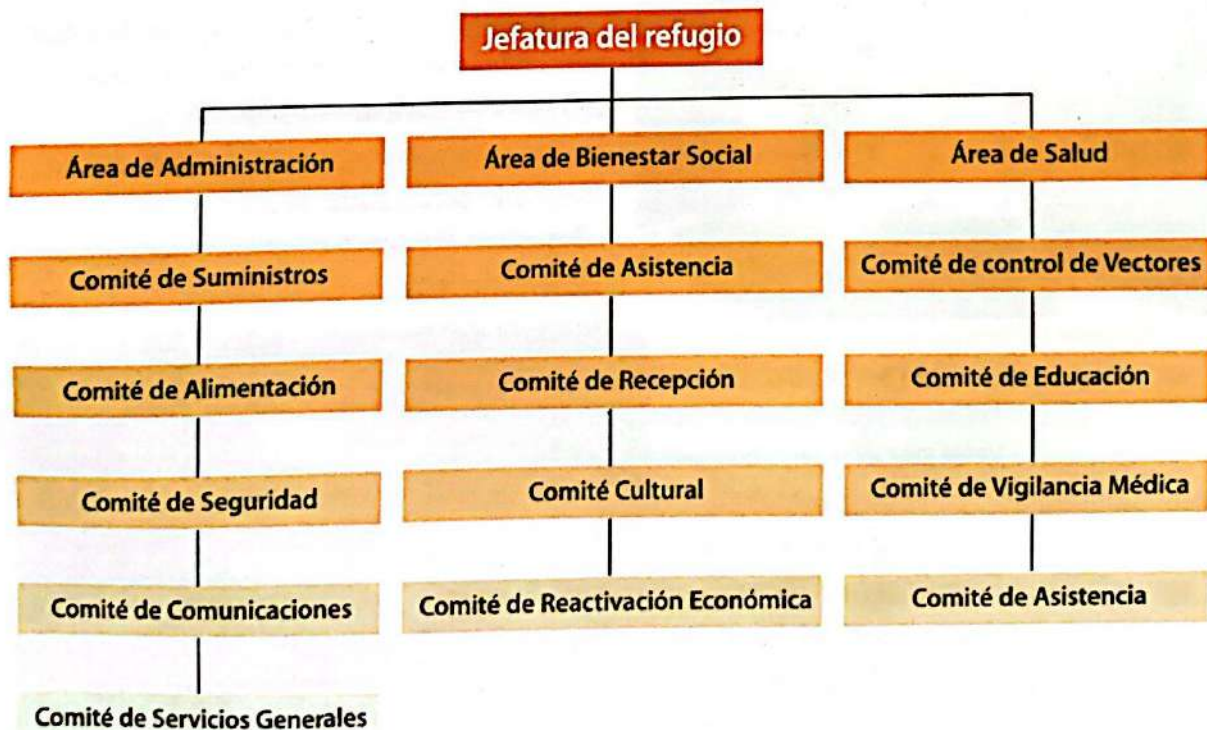 Jefatura del refugio
Área de Administración
Área de Bienestar Social
Área de Salud
Comité de Suministros
Comité de Asistencia
Comité de control de Vectores
Comité de Alimentación
Comité de Recepción
Comité de Educación
Comité de Seguridad
Comité Cultural
Comité de Vigilancia Médica
Comité de Comunicaciones
Comité de Reactivación Económica
Comité de Asistencia
Comité de Servicios Generales